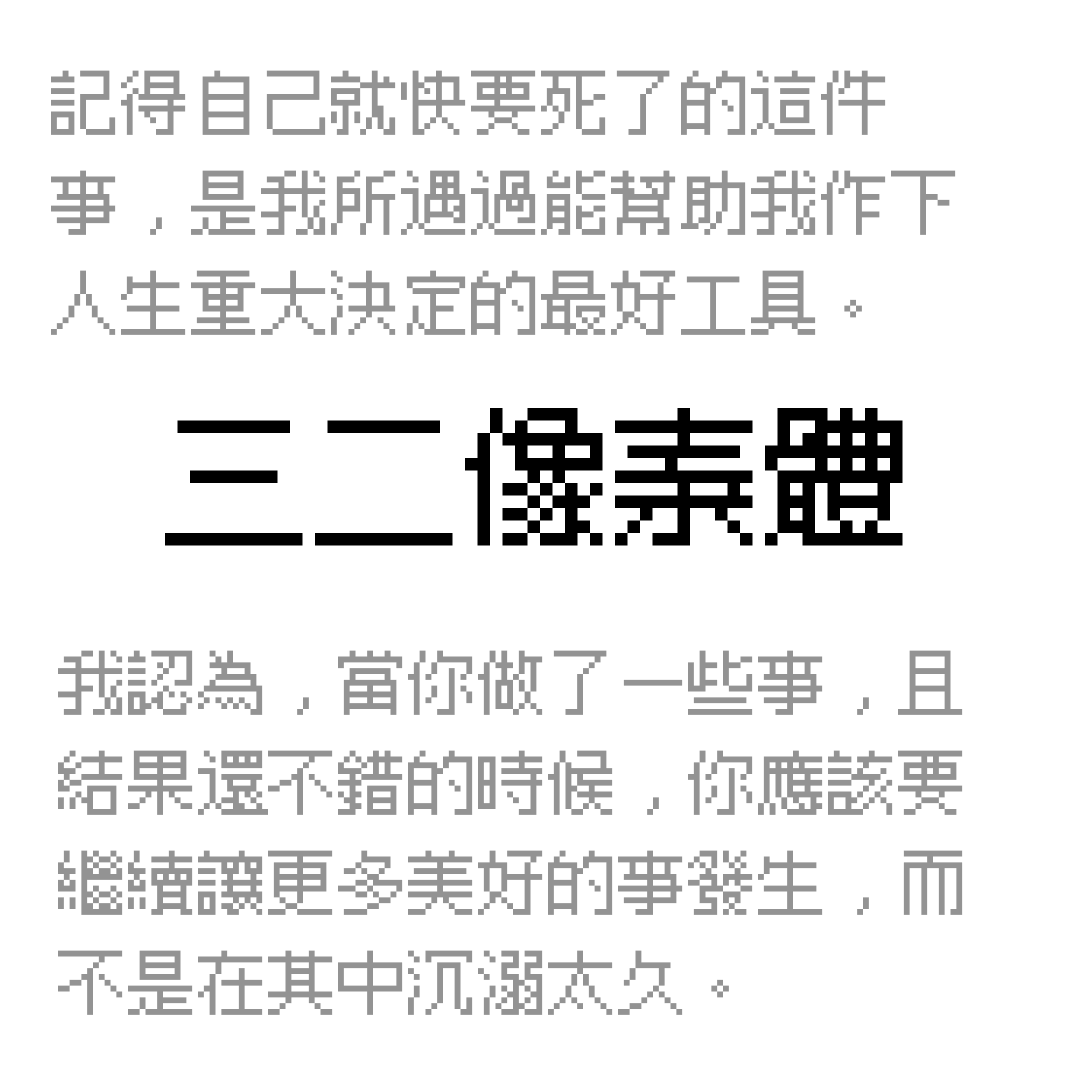 記得自己就快要死了的這件
事，是我所遇過能幫助我作下
人生重大決定的最好工具。
三二像素體
我認為，當你做了一些事，且
結果還不錯的時候，你應該要
繼續讓更多美好的事發生，而
不是在其中沉溺太久。